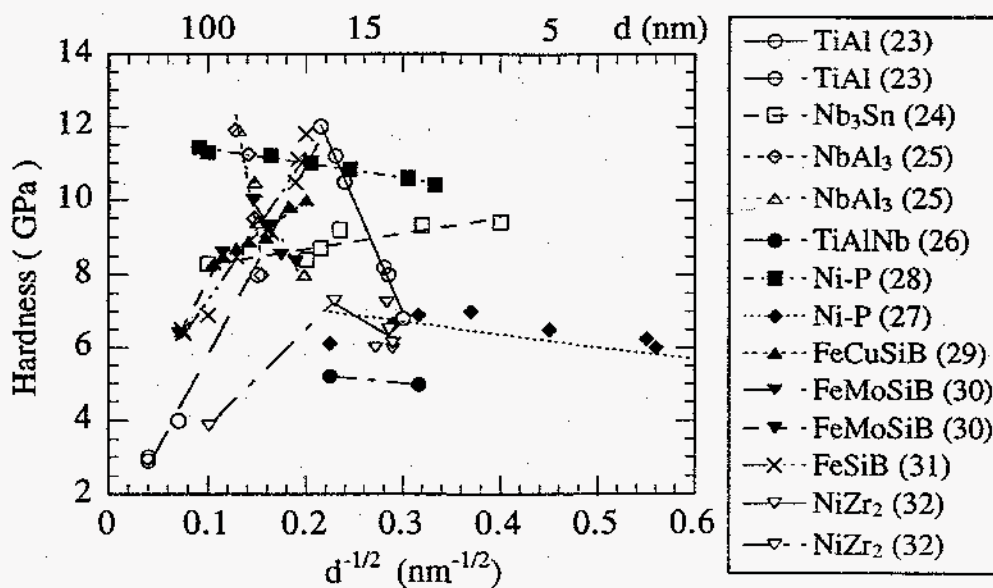 100 15 5 d (nm)
14
12
10
8
6
4
2
Hardness ( GPa )
0 0.1 0.2 0.3 0.4 0.5 0.6
d-1/2 (nm-1/2)
TiAl (23)
TiAl (23)
Nb3Sn (24)
NbAl3 (25)
NbAl3 (25)
TiAlNb (26)
Ni-P (28)
Ni-P (27)
FeCuSiB (29)
FeMoSiB (30)
FeMoSiB (30)
FeSiB (31)
NiZr2 (32)
NiZr2 (32)